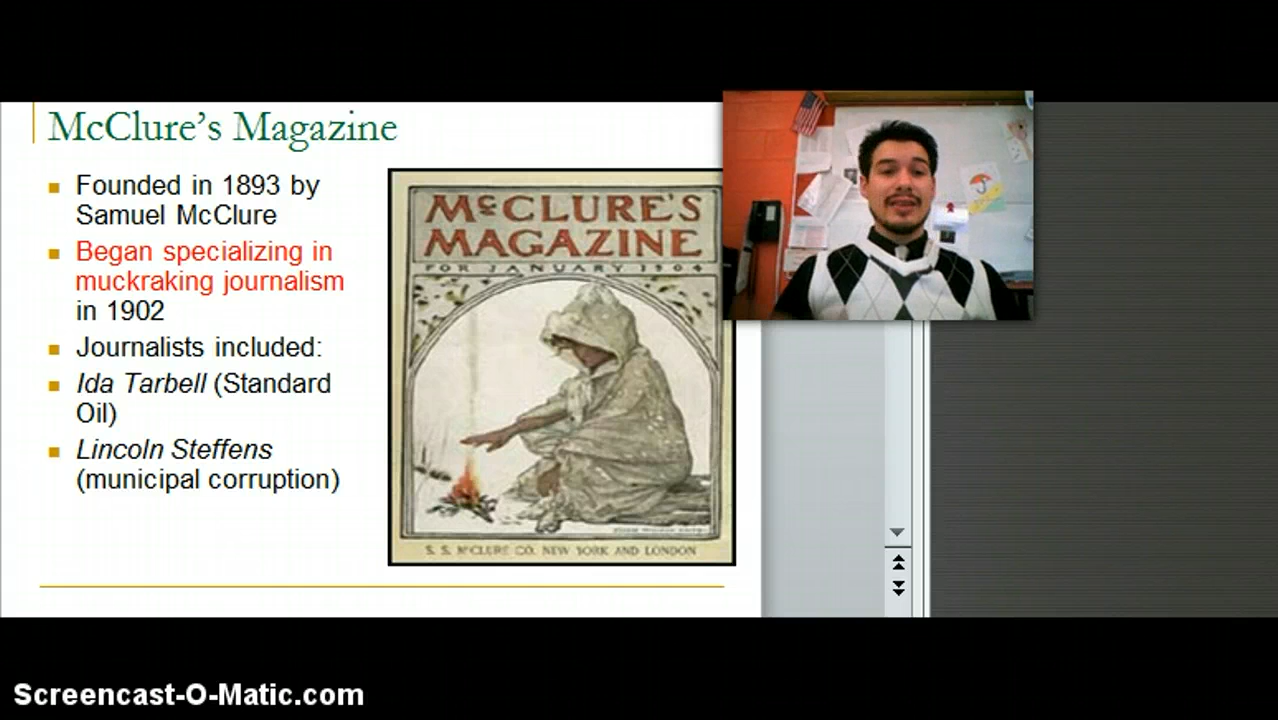 McClure's Magazine
Founded in 1893 by
Samuel McClure
Began specializing in
muckraking journalism
in 1902
Journalists included:
Ida Tarbell (Standard
Oil)
Lincoln Steffens
(municipal corruption)
McCLURE'S
MAGAZINE
FOR JANUARY 1904
S. S. McCLURE CO. NEW YORK AND LONDON
Screencast-O-Matic.com